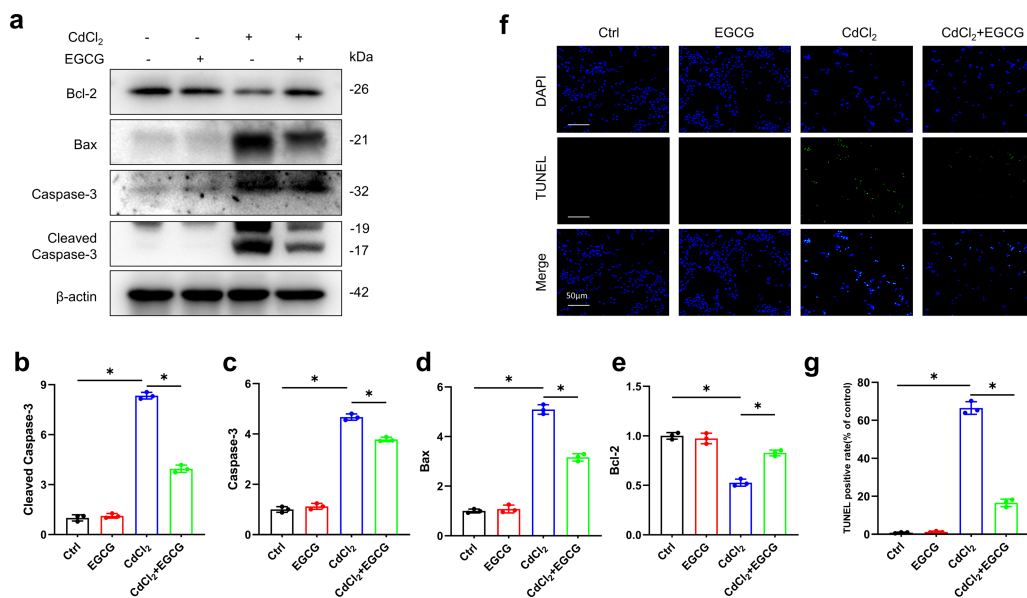 a
CdCl₂ - - + +
EGCG - + - + kDa
Bcl-2 -26
Bax -21
Caspase-3 -32
-19
Cleaved
Caspase-3 -17
β-actin -42
f
Ctrl EGCG CdCl₂ CdCl₂+EGCG
DAPI
TUNEL
Merge
50μm
b
Cleaved Caspase-3
9
6
3
0
* *
Ctrl EGCG CdCl₂ CdCl₂+EGCG
c
Caspase-3
6
4
2
0
* *
Ctrl EGCG CdCl₂ CdCl₂+EGCG
d
Bax
6
4
2
0
* *
Ctrl EGCG CdCl₂ CdCl₂+EGCG
e
Bcl-2
1.5
1.0
0.5
0.0
* *
Ctrl EGCG CdCl₂ CdCl₂+EGCG
g
TUNEL positive rate(% of control)
80
60
40
20
0
* *
Ctrl EGCG CdCl₂ CdCl₂+EGCG